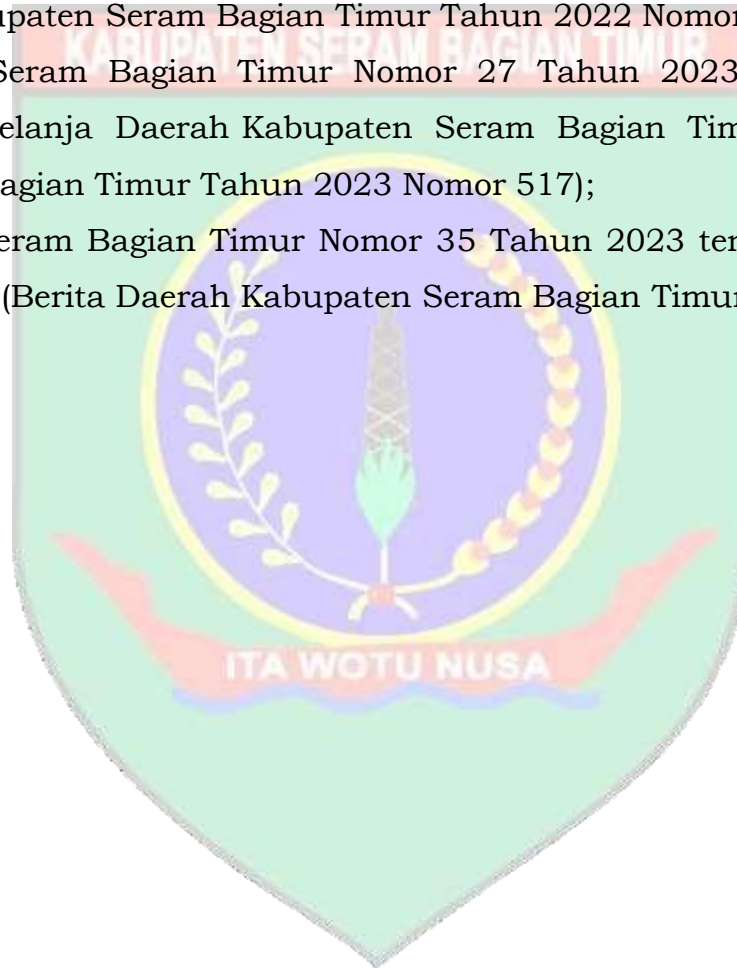 KABUPATEN SERAM BAGIAN TIMUR
upaten Seram Bagian Timur Tahun 2022 Nomor
Seram Bagian Timur Nomor 27 Tahun 2023
elanja Daerah Kabupaten Seram Bagian Tim
agian Timur Tahun 2023 Nomor 517);
eram Bagian Timur Nomor 35 Tahun 2023 ten
(Berita Daerah Kabupaten Seram Bagian Timur
ITA WOTU NUSA